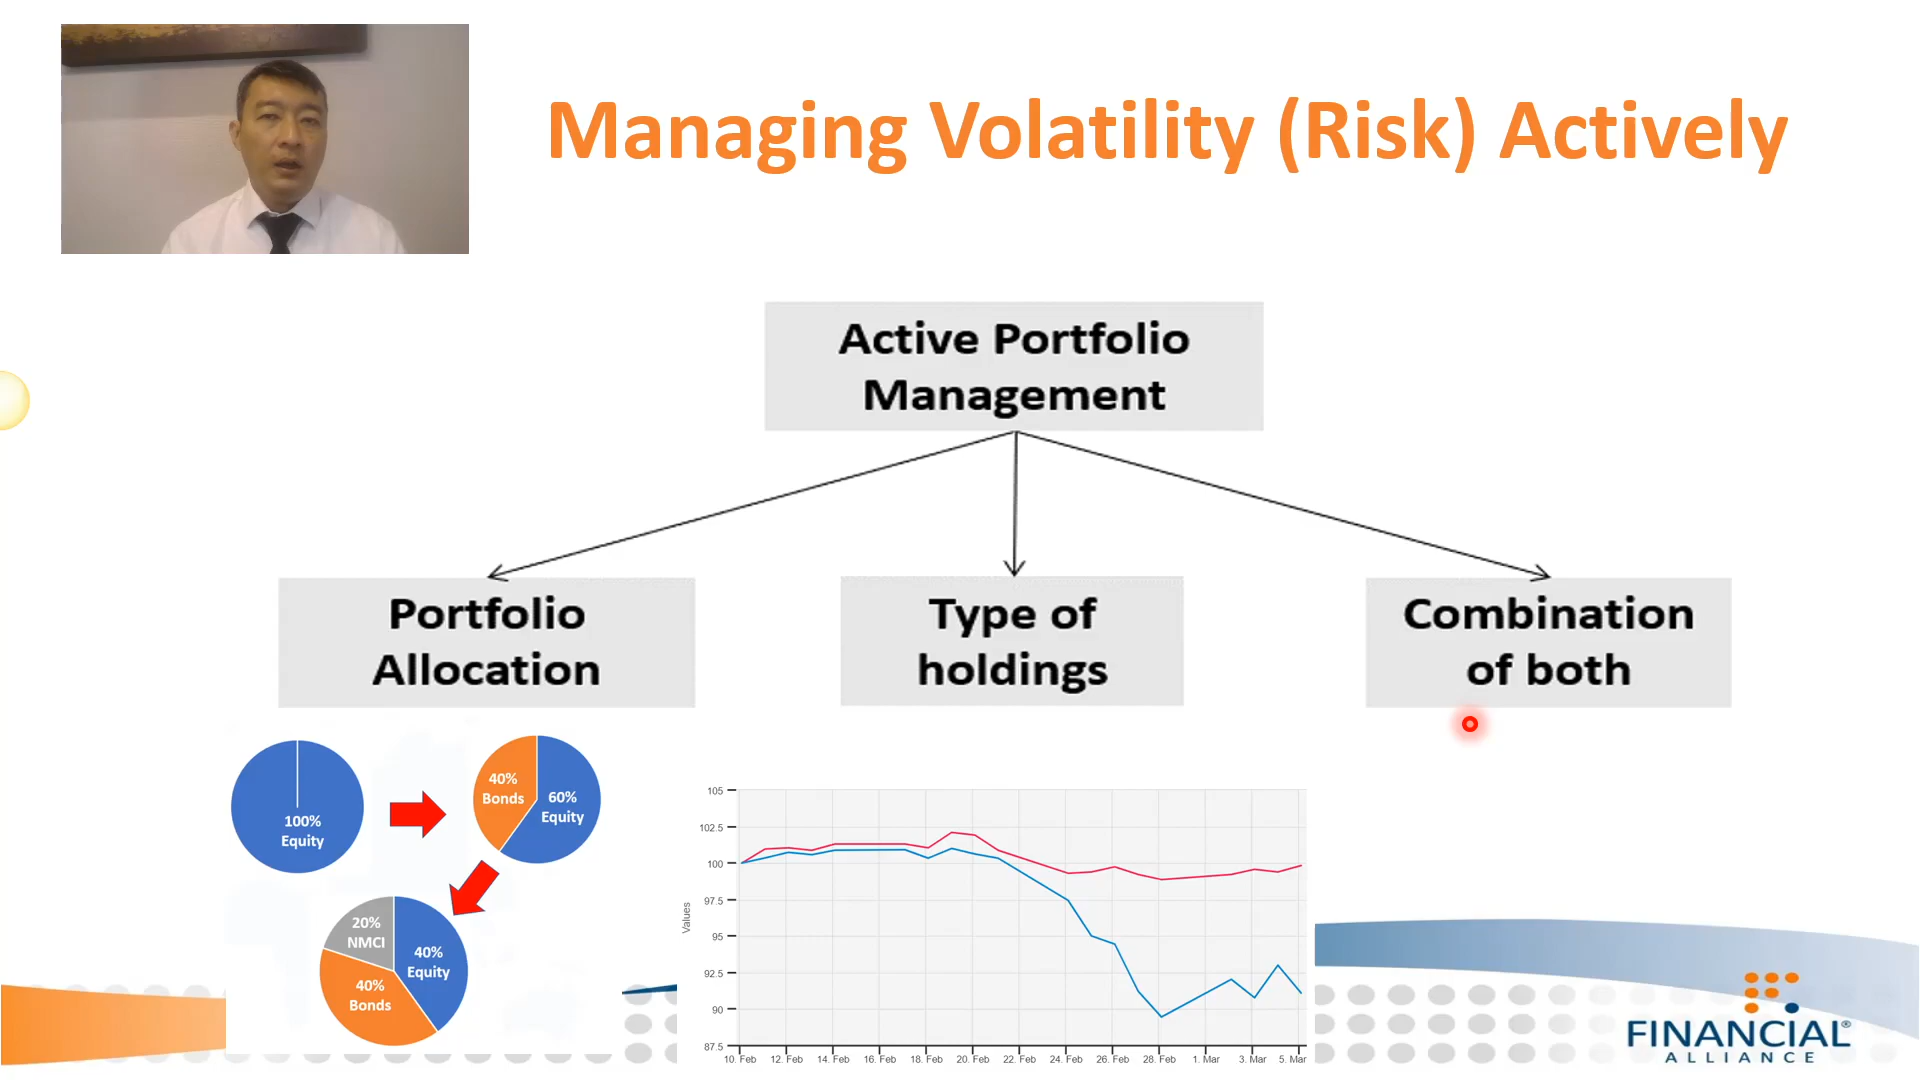 Managing Volatility (Risk) Actively
Active Portfolio
Management
Portfolio
Allocation
Type of
holdings
Combination
of both
100%
Equity
40%
Bonds
60%
Equity
20%
NMCI
40%
Equity
40%
Bonds
Values
105
102.5
100
97.5
95
92.5
90
87.5
10. Feb
12. Feb
14. Feb
16. Feb
18. Feb
20. Feb
22. Feb
24. Feb
26. Feb
28. Feb
1. Mar
3. Mar
5. Mar
FINANCIAL®
ALLIANCE